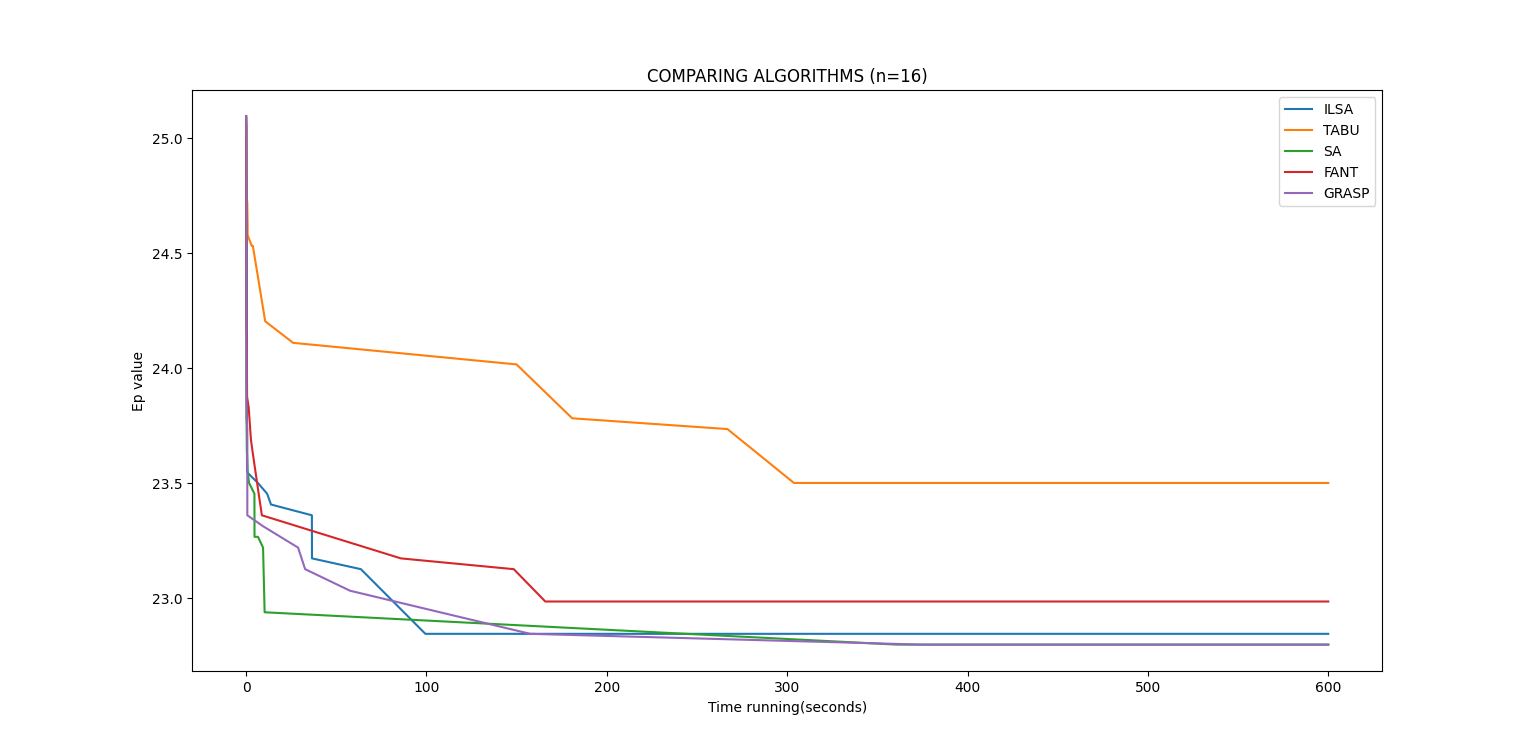 COMPARING ALGORITHMS (n=16)
ILSA
TABU
SA
FANT
GRASP
Ep value
25.0
24.5
24.0
23.5
23.0
0 100 200 300 400 500 600
Time running(seconds)